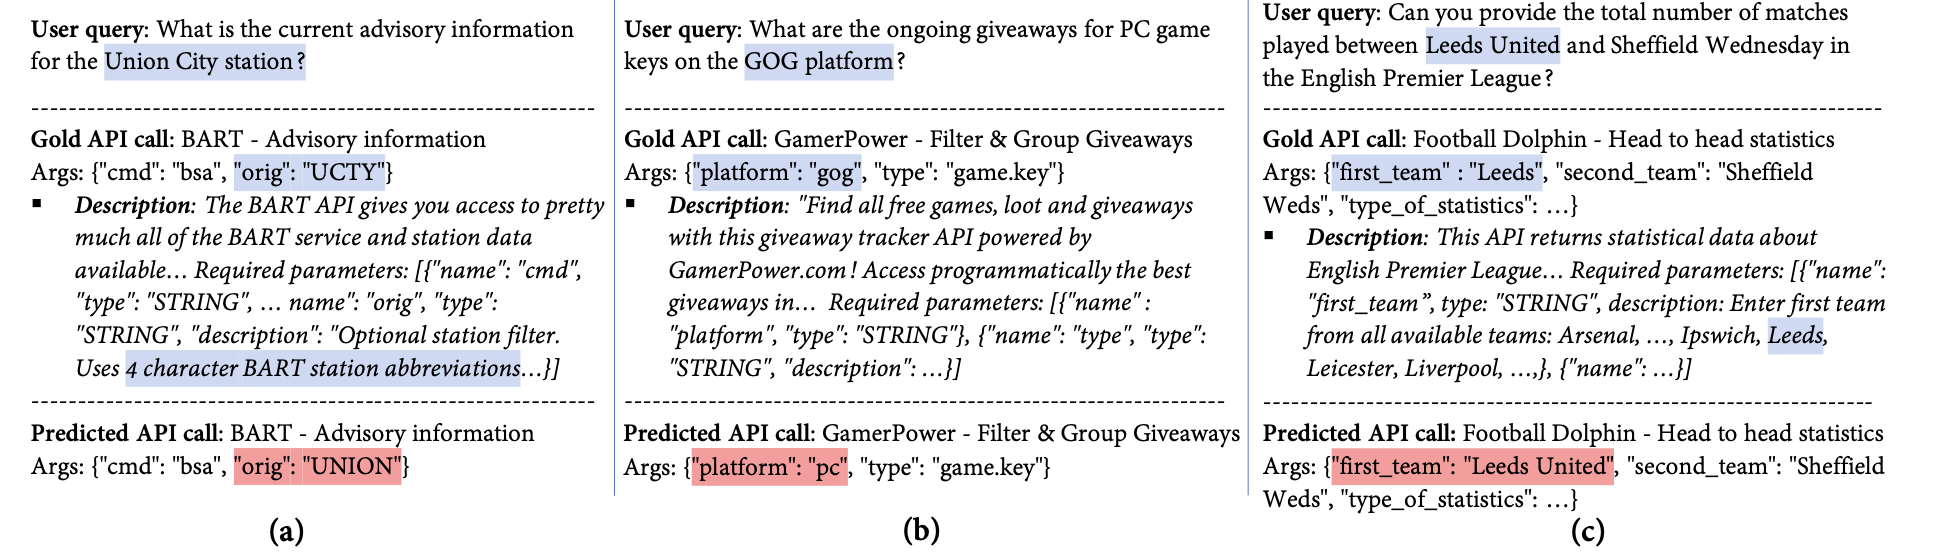 User query: What is the current advisory information
for the Union City station?
---------------------------------------------------------------
Gold API call: BART - Advisory information
Args: {"cmd": "bsa", "orig": "UCTY"}
▪ Description: The BART API gives you access to pretty
much all of the BART service and station data
available... Required parameters: [{"name": "cmd",
"type": "STRING", ... name": "orig", "type":
"STRING", "description": "Optional station filter.
Uses 4 character BART station abbreviations...}]
---------------------------------------------------------------
Predicted API call: BART - Advisory information
Args: {"cmd": "bsa", "orig": "UNION"}
(a)
User query: What are the ongoing giveaways for PC game
keys on the GOG platform?
---------------------------------------------------------------
Gold API call: GamerPower - Filter & Group Giveaways
Args: {"platform": "gog", "type": "game.key"}
▪ Description: "Find all free games, loot and giveaways
with this giveaway tracker API powered by
GamerPower.com! Access programmatically the best
giveaways in... Required parameters: [{"name" :
"platform", "type": "STRING"}, {"name": "type", "type":
"STRING", "description": ...}]
---------------------------------------------------------------
Predicted API call: GamerPower - Filter & Group Giveaways
Args: {"platform": "pc", "type": "game.key"}
(b)
User query: Can you provide the total number of matches
played between Leeds United and Sheffield Wednesday in
the English Premier League?
---------------------------------------------------------------
Gold API call: Football Dolphin - Head to head statistics
Args: {"first_team" : "Leeds", "second_team": "Sheffield
Weds", "type_of_statistics": ...}
▪ Description: This API returns statistical data about
English Premier League... Required parameters: [{"name":
"first_team”, type: "STRING", description: Enter first team
from all available teams: Arsenal, ..., Ipswich, Leeds,
Leicester, Liverpool, ...,}, {"name": ...}]
---------------------------------------------------------------
Predicted API call: Football Dolphin - Head to head statistics
Args: {"first_team": "Leeds United", "second_team": "Sheffield
Weds", "type_of_statistics": ...}
(c)